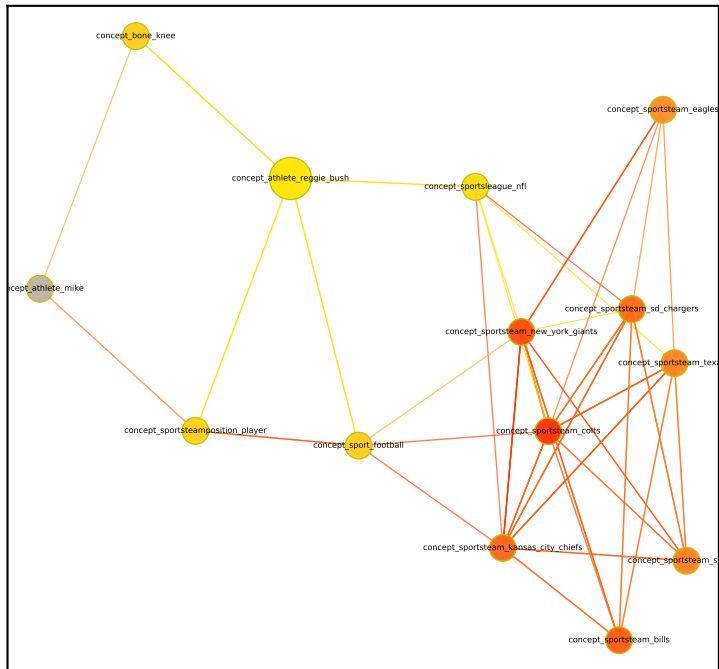 concept_bone_knee
concept_sportsteam_eagles
concept_athlete_reggie_bush
concept_sportsleague_nfl
ncept_athlete_mike
concept_sportsteam_sd_chargers
concept_sportsteam_new_york_giants
concept_sportsteam_texa
concept_sportsteamposition_player
concept_sportsteam_colts
concept_sport_football
concept_sportsteam_kansas_city_chiefs
concept_sportsteam_s
concept_sportsteam_bills